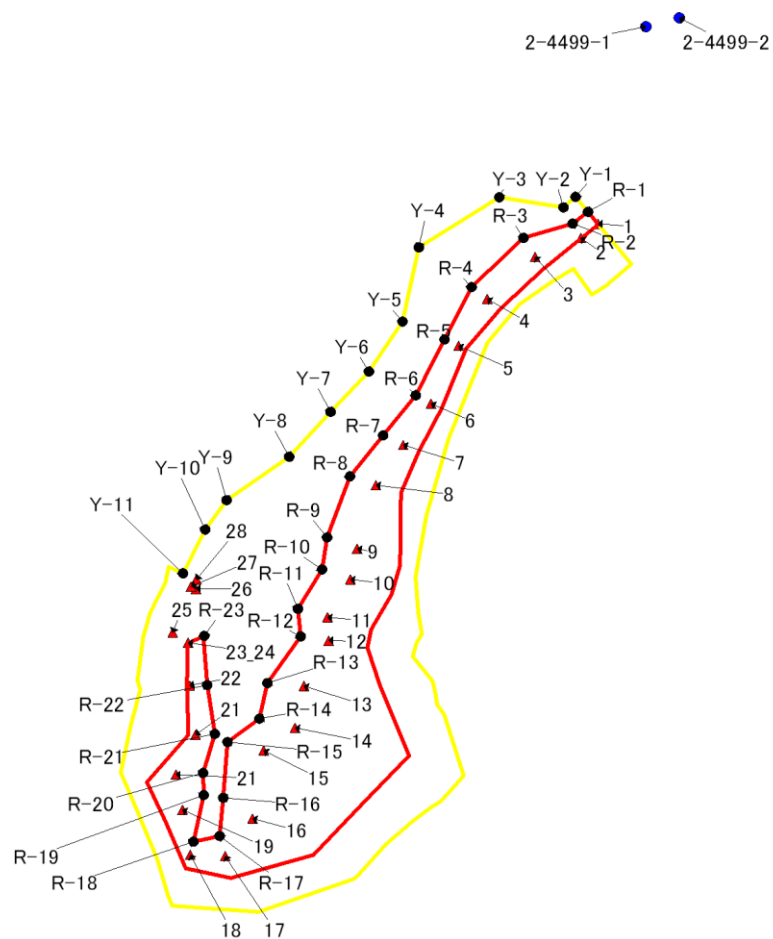 2-4499-1
2-4499-2
Y-3
Y-2
Y-1
R-1
Y-4
R-3
1
R-2
2
3
R-4
4
Y-5
R-5
5
Y-6
R-6
6
Y-7
R-7
7
Y-8
R-8
8
Y-10
Y-9
R-9
9
Y-11
28
R-10
27
10
26
R-11
11
25
R-23
R-12
12
23_24
R-13
22
13
R-22
R-14
21
14
R-21
R-15
15
21
R-20
R-16
16
19
R-19
R-18
R-17
18
17